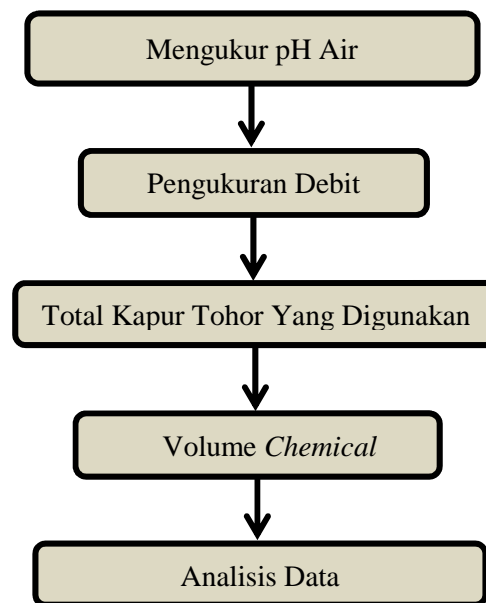 Mengukur pH Air
Pengukuran Debit
Total Kapur Tohor Yang Digunakan
Volume Chemical
Analisis Data